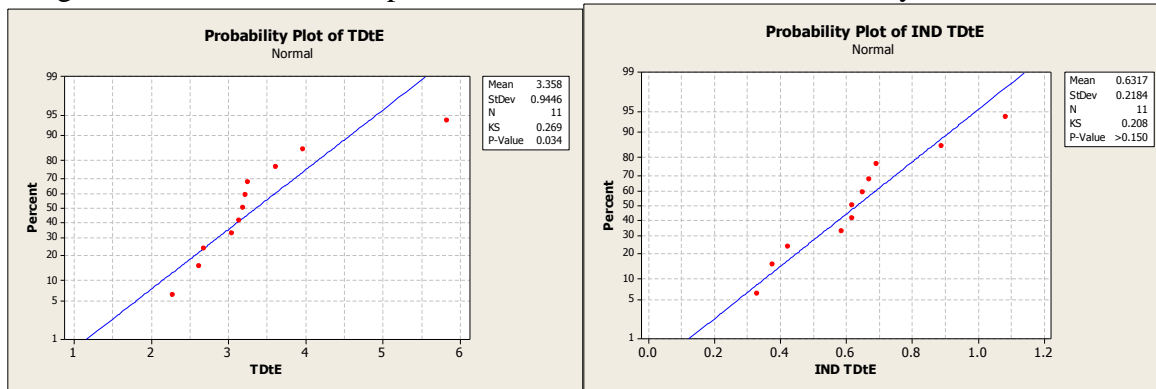 Probability Plot of TDtE
Normal
99
95
90
80
70
60
50
40
30
20
10
5
1
Percent
1 2 3 4 5 6
TDtE
Mean 3.358
StDev 0.9446
N 11
KS 0.269
P-Value 0.034
Probability Plot of IND TDtE
Normal
99
95
90
80
70
60
50
40
30
20
10
5
1
Percent
0.0 0.2 0.4 0.6 0.8 1.0 1.2
IND TDtE
Mean 0.6317
StDev 0.2184
N 11
KS 0.208
P-Value >0.150